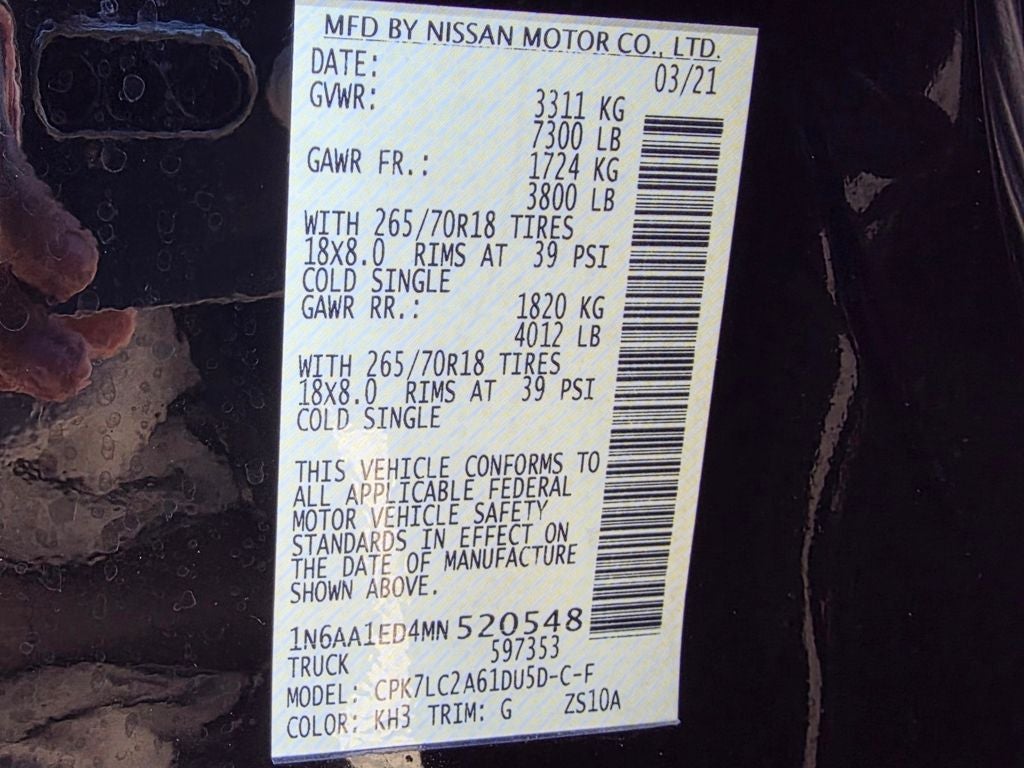 MFD BY NISSAN MOTOR CO., LTD.
DATE: 03/21
GVWR: 3311 KG
7300 LB
GAWR FR.: 1724 KG
3800 LB
WITH 265/70R18 TIRES
18X8.0 RIMS AT 39 PSI
COLD SINGLE
GAWR RR.: 1820 KG
4012 LB
WITH 265/70R18 TIRES
18X8.0 RIMS AT 39 PSI
COLD SINGLE
THIS VEHICLE CONFORMS TO
ALL APPLICABLE FEDERAL
MOTOR VEHICLE SAFETY
STANDARDS IN EFFECT ON
THE DATE OF MANUFACTURE
SHOWN ABOVE.
1N6AA1ED4MN 520548
TRUCK 597353
MODEL: CPK7LC2A61DU5D-C-F
COLOR: KH3 TRIM: G ZS10A